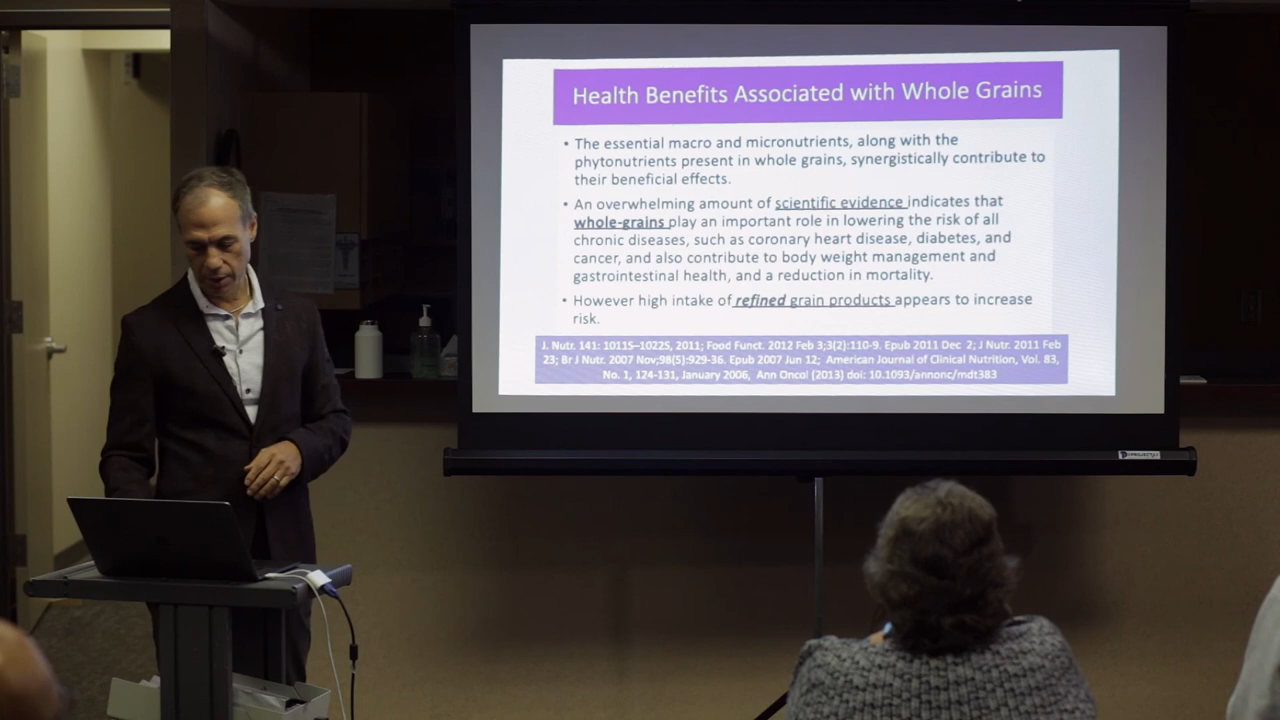 Health Benefits Associated with Whole Grains
• The essential macro and micronutrients, along with the
phytonutrients present in whole grains, synergistically contribute to
their beneficial effects.
• An overwhelming amount of scientific evidence indicates that
whole-grains play an important role in lowering the risk of all
chronic diseases, such as coronary heart disease, diabetes, and
cancer, and also contribute to body weight management and
gastrointestinal health, and a reduction in mortality.
• However high intake of refined grain products appears to increase
risk.
J. Nutr. 141: 1011S–1022S, 2011; Food Funct. 2012 Feb 3;3(2):110-9. Epub 2011 Dec 2; J Nutr. 2011 Feb
23; Br J Nutr. 2007 Nov;98(5):929-36. Epub 2007 Jun 12; American Journal of Clinical Nutrition, Vol. 83,
No. 1, 124-131, January 2006, Ann Oncol (2013) doi: 10.1093/annonc/mdt383